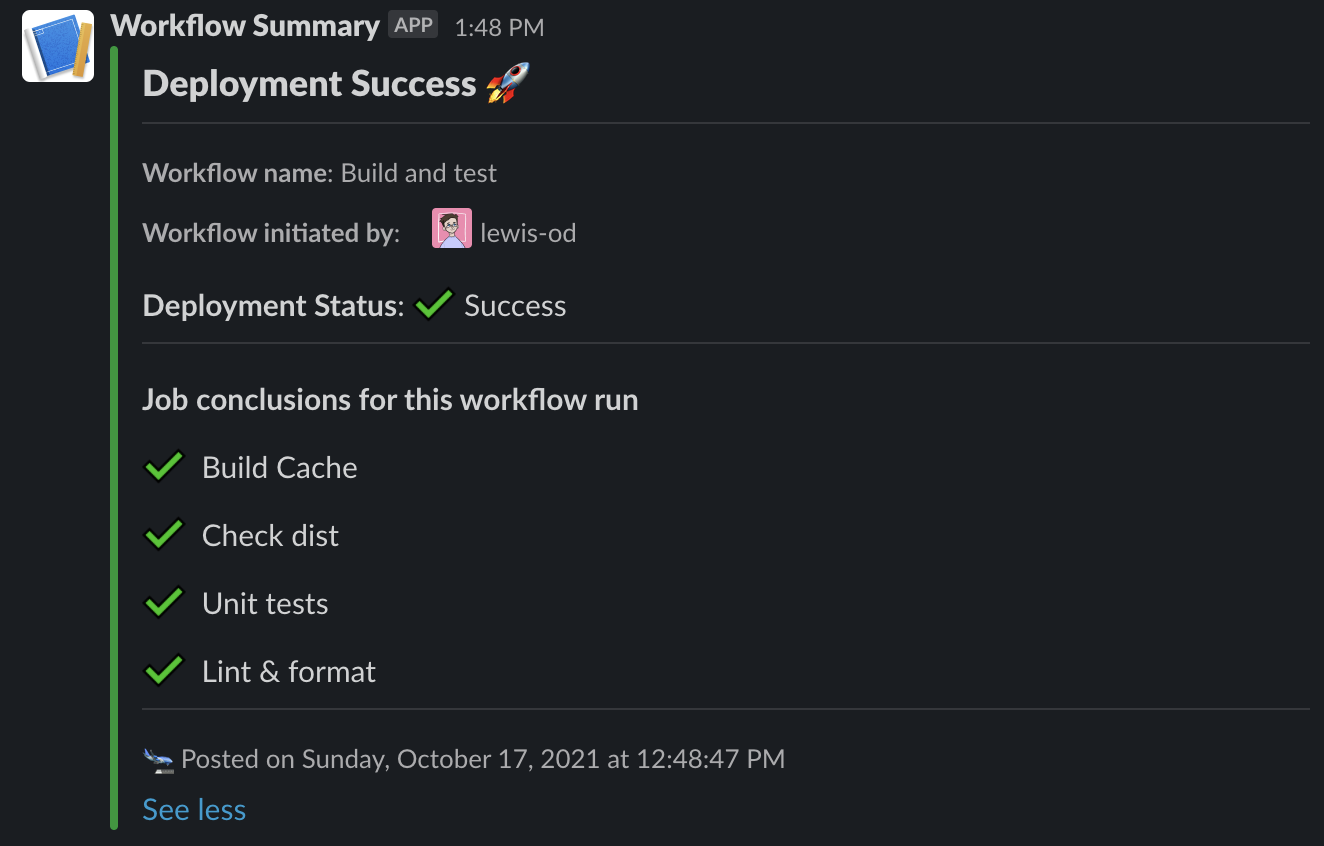 Workflow Summary APP 1:48 PM
Deployment Success
Workflow name: Build and test
Workflow initiated by: lewis-od
Deployment Status: Success
Job conclusions for this workflow run
Build Cache
Check dist
Unit tests
Lint & format
Posted on Sunday, October 17, 2021 at 12:48:47 PM
See less